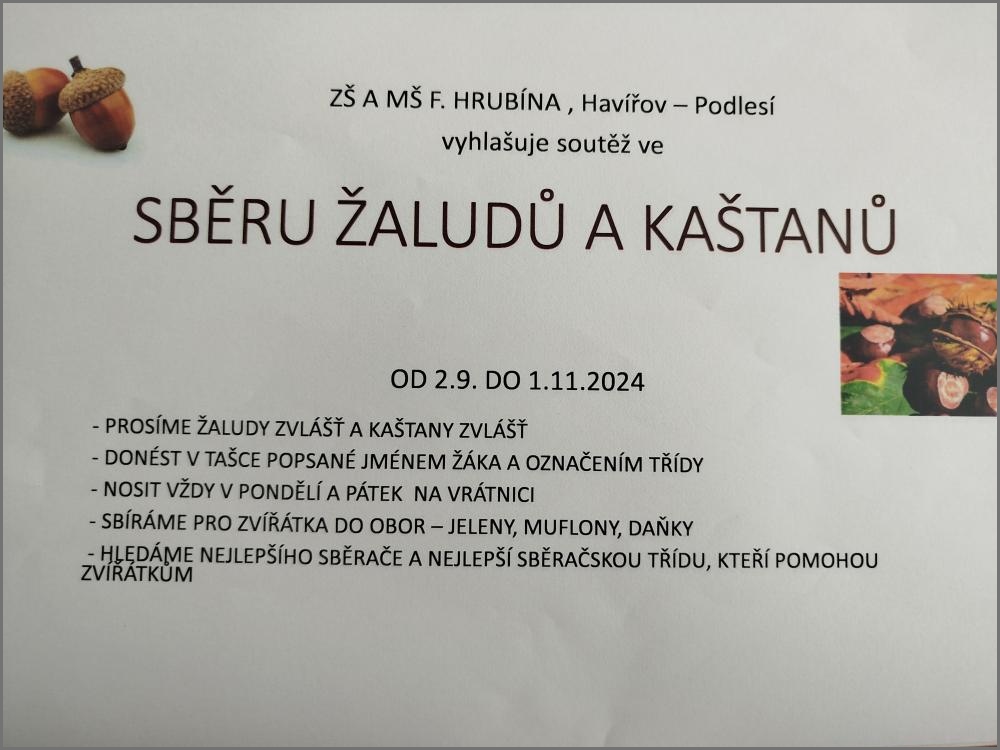 ZŠ A MŠ F. HRUBÍNA , Havířov – Podlesí
vyhlašuje soutěž ve
SBĚRU ŽALUDŮ A KAŠTANŮ
OD 2.9. DO 1.11.2024
- PROSÍME ŽALUDY ZVLÁŠŤ A KAŠTANY ZVLÁŠŤ
- DONÉST V TAŠCE POPSANÉ JMÉNEM ŽÁKA A OZNAČENÍM TŘÍDY
- NOSIT VŽDY V PONDĚLÍ A PÁTEK  NA VRÁTNICI
- SBÍRÁME PRO ZVÍŘÁTKA DO OBOR – JELENY, MUFLONY, DAŇKY
- HLEDÁME NEJLEPŠÍHO SBĚRAČE A NEJLEPŠÍ SBĚRAČSKOU TŘÍDU, KTEŘÍ POMOHOU
ZVÍŘÁTKŮM